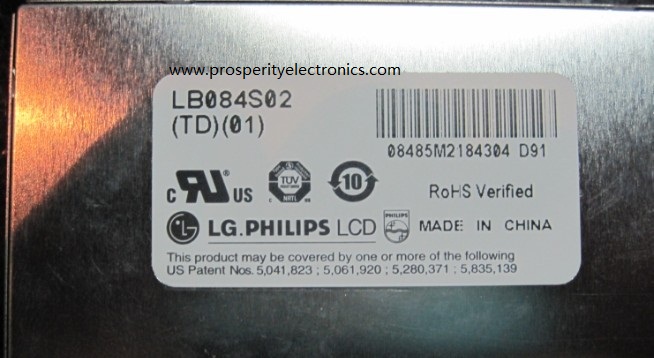 www.prosperityelectronics.com
LB084S02
(TD)(01)
08485M2184304 D91
c RU US
TUV
NRTL
10
RoHS Verified
LG.PHILIPS LCD PHILIPS MADE IN CHINA
This product may be covered by one or more of the following
US Patent Nos. 5,041,823 ; 5,061,920 ; 5,280,371 ; 5,835,139